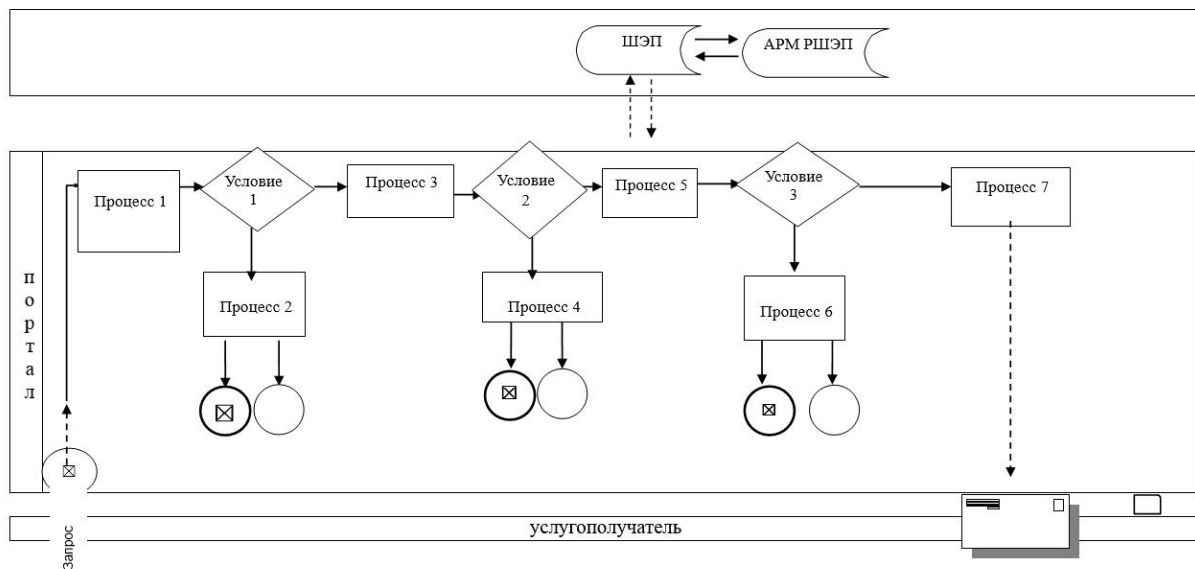 ШЭП
АРМ РШЭП
Процесс 1
Условие
1
Процесс 3
Условие
2
Процесс 5
Условие
3
Процесс 7
портал
Процесс 2
Процесс 4
Процесс 6
Запрос
услугополучатель